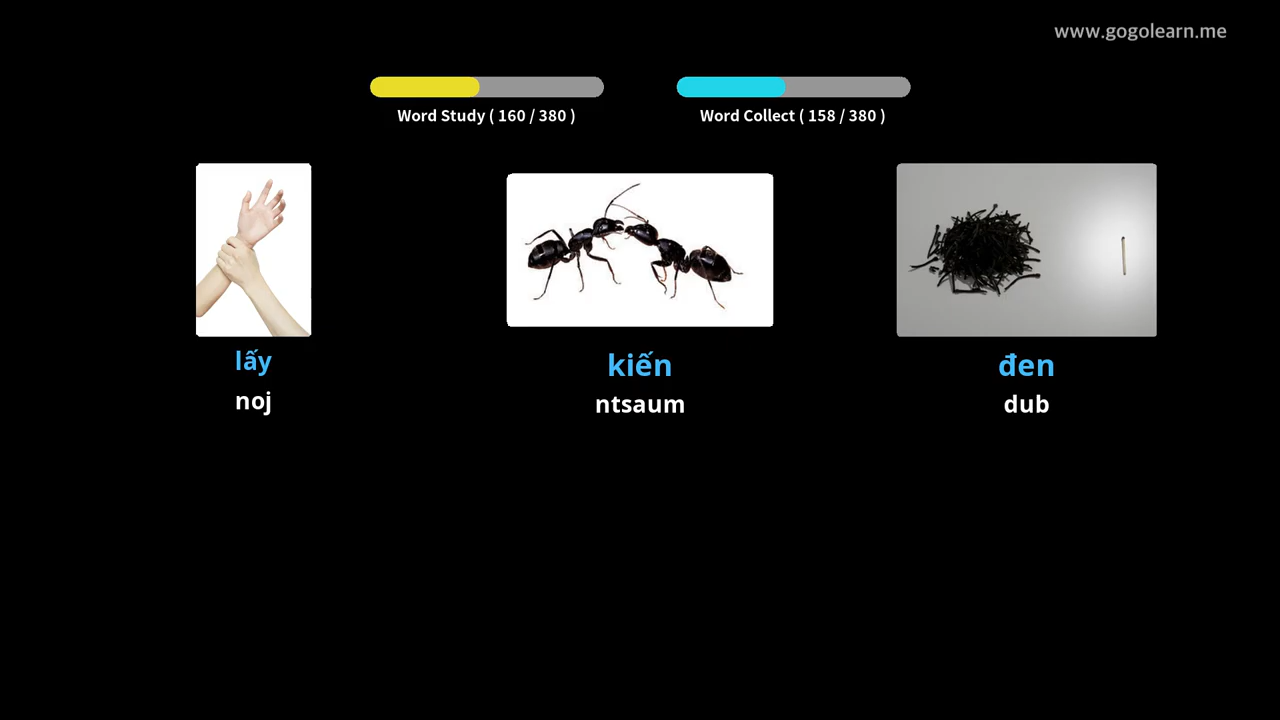 www.gogolearn.me
Word Study ( 160 / 380 )
Word Collect ( 158 / 380 )
lấy
kiến
đen
noj
ntsaum
dub